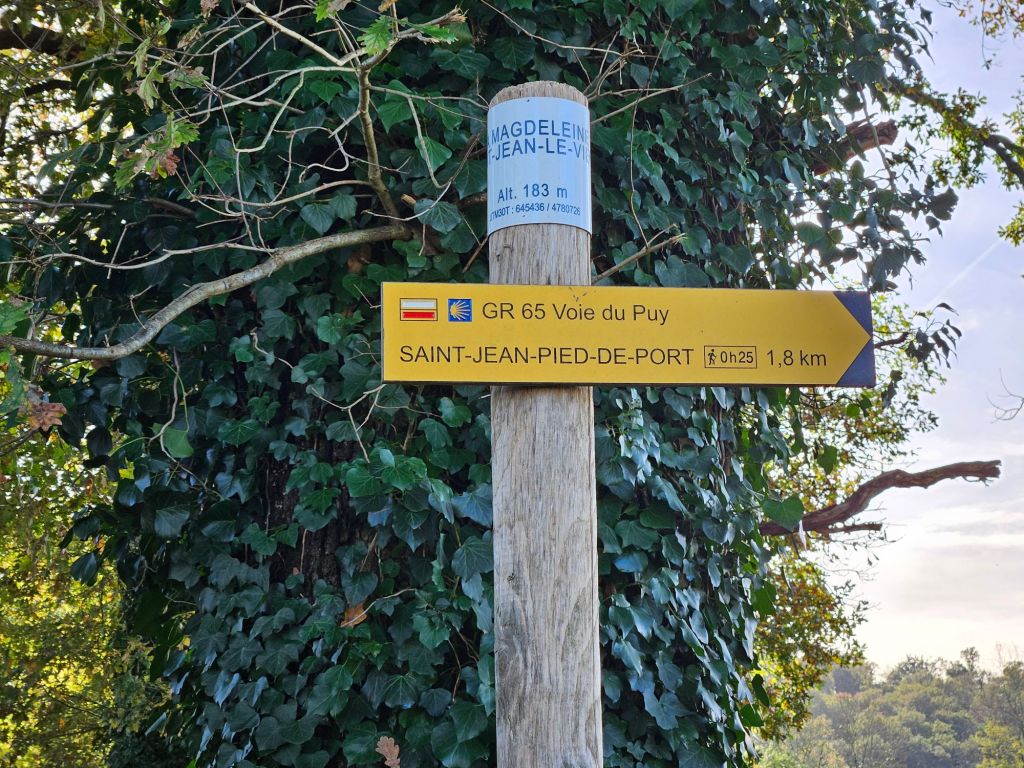 MAGDELEINE
T-JEAN-LE-VI
Alt. 183 m
UTM30T : 645436 / 4780726
GR 65 Voie du Puy
SAINT-JEAN-PIED-DE-PORT 0h25 1,8 km